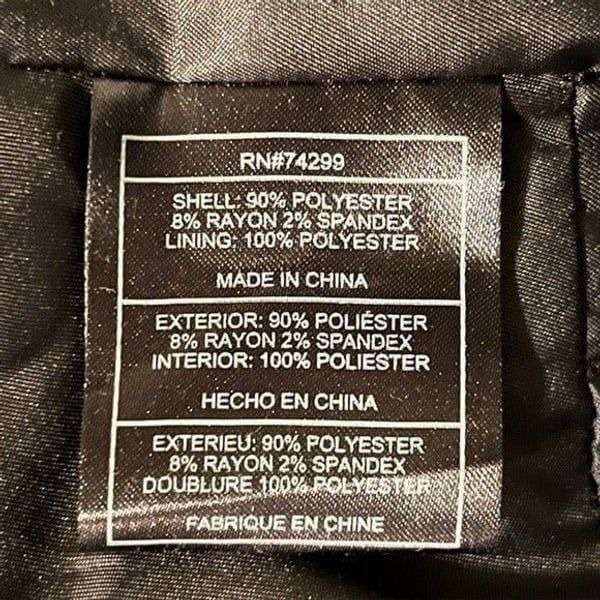 RN#74299
SHELL: 90% POLYESTER
8% RAYON 2% SPANDEX
LINING: 100% POLYESTER
MADE IN CHINA
EXTERIOR: 90% POLIÉSTER
8% RAYON 2% SPANDEX
INTERIOR: 100% POLIESTER
HECHO EN CHINA
EXTERIEU: 90% POLYESTER
8% RAYON 2% SPANDEX
DOUBLURE 100% POLYESTER
FABRIQUE EN CHINE